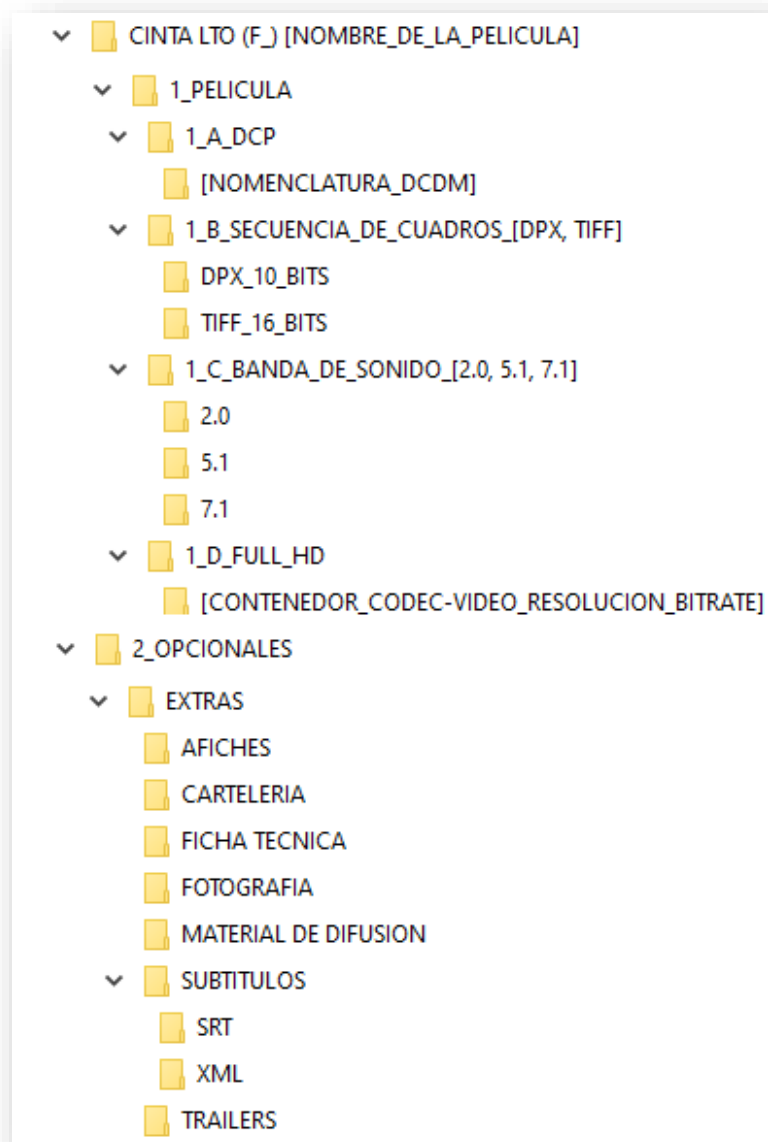 CINTA LTO (F_) [NOMBRE_DE_LA_PELICULA]
1_PELICULA
1_A_DCP
[NOMENCLATURA_DCDM]
1_B_SECUENCIA_DE_CUADROS_[DPX, TIFF]
DPX_10_BITS
TIFF_16_BITS
1_C_BANDA_DE_SONIDO_[2.0, 5.1, 7.1]
2.0
5.1
7.1
1_D_FULL_HD
[CONTENEDOR_CODEC-VIDEO_RESOLUCION_BITRATE]
2_OPCIONALES
EXTRAS
AFICHES
CARTELERIA
FICHA TECNICA
FOTOGRAFIA
MATERIAL DE DIFUSION
SUBTITULOS
SRT
XML
TRAILERS